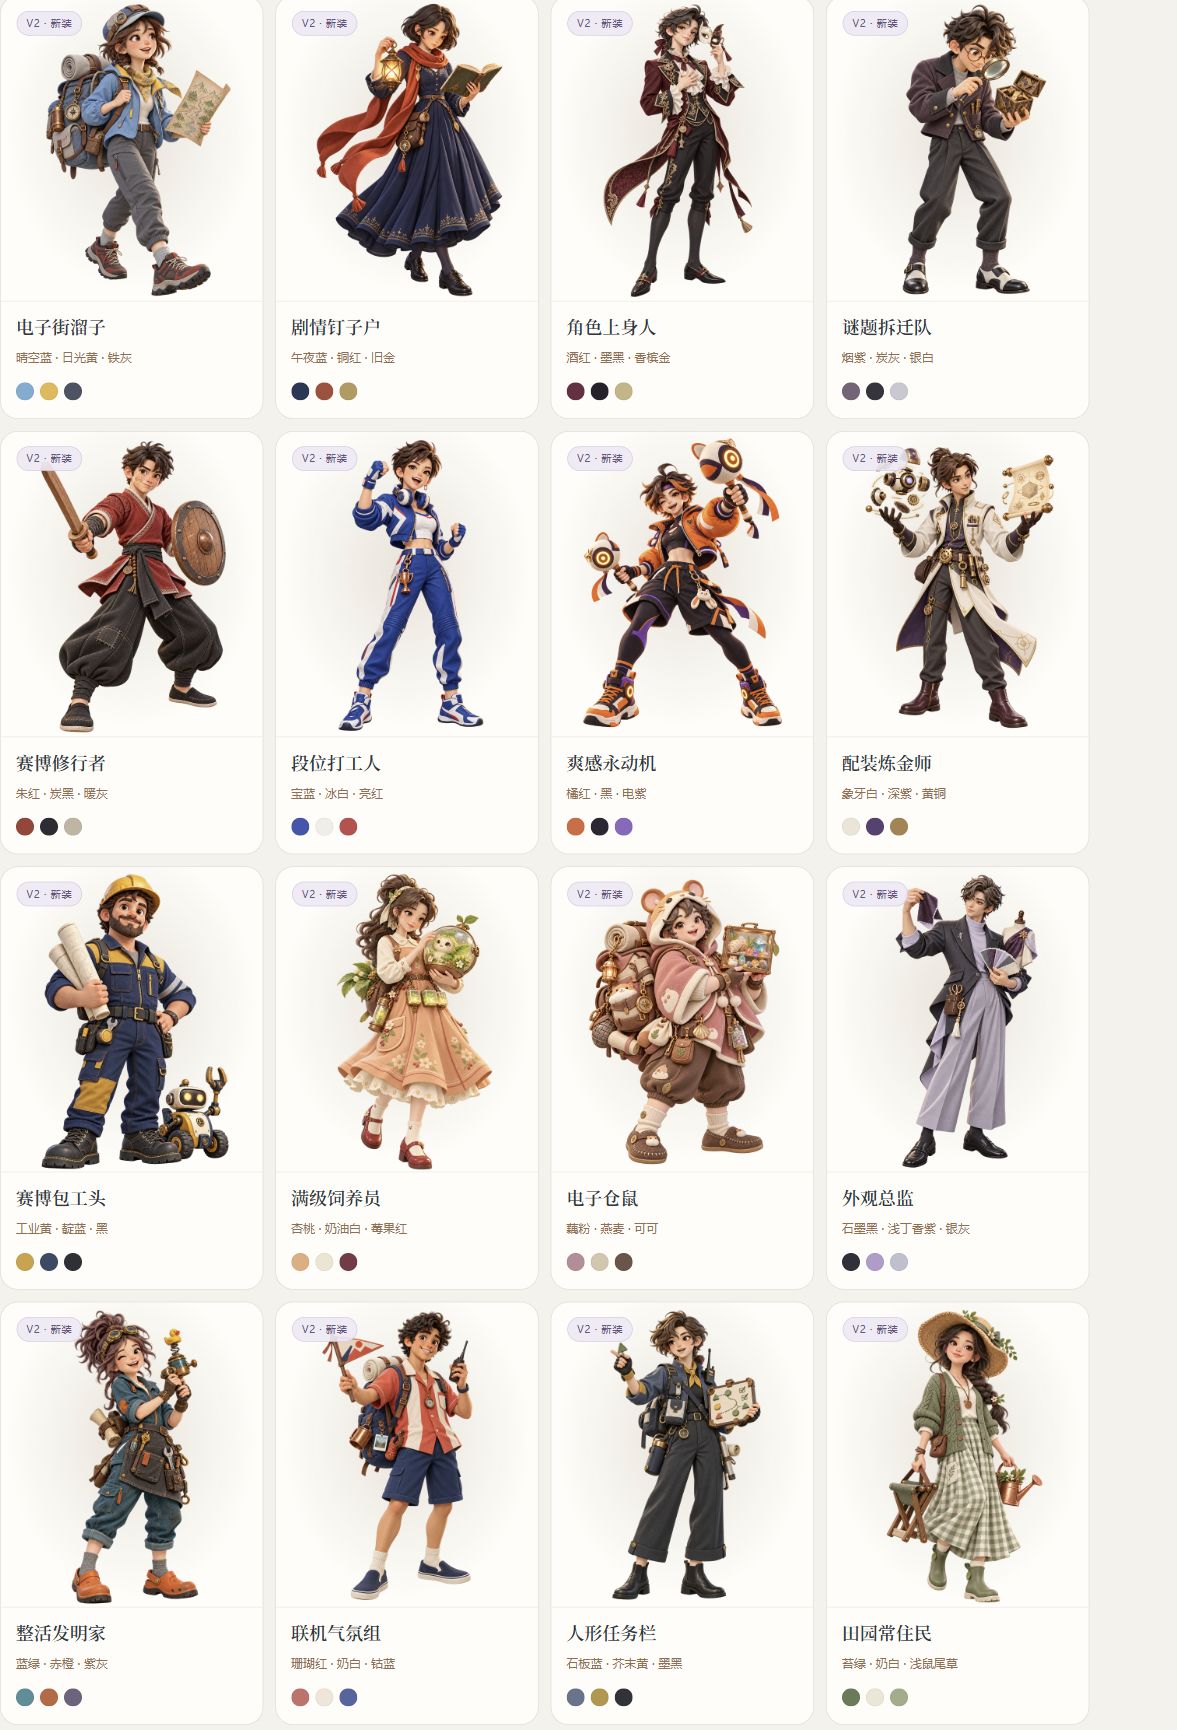 V2 · 新装
V2 · 新装
V2 · 新装
V2 · 新装
电子街溜子
晴空蓝 · 日光黄 · 铁灰
剧情钉子户
午夜蓝 · 铜红 · 旧金
角色上身人
酒红 · 墨黑 · 香槟金
谜题拆迁队
烟紫 · 炭灰 · 银白
V2 · 新装
V2 · 新装
V2 · 新装
V2 · 新装
赛博修行者
朱红 · 炭黑 · 暖灰
段位打工人
宝蓝 · 冰白 · 亮红
爽感永动机
橘红 · 黑 · 电紫
配装炼金师
象牙白 · 深紫 · 黄铜
V2 · 新装
V2 · 新装
V2 · 新装
V2 · 新装
赛博包工头
工业黄 · 靛蓝 · 黑
满级饲养员
杏桃 · 奶油白 · 莓果红
电子仓鼠
藕粉 · 燕麦 · 可可
外观总监
石墨黑 · 浅丁香紫 · 银灰
V2 · 新装
V2 · 新装
V2 · 新装
V2 · 新装
整活发明家
蓝绿 · 赤橙 · 紫灰
联机气氛组
珊瑚红 · 奶白 · 钴蓝
人形任务栏
石板蓝 · 芥末黄 · 墨黑
田园常住民
苔绿 · 奶白 · 浅鼠尾草